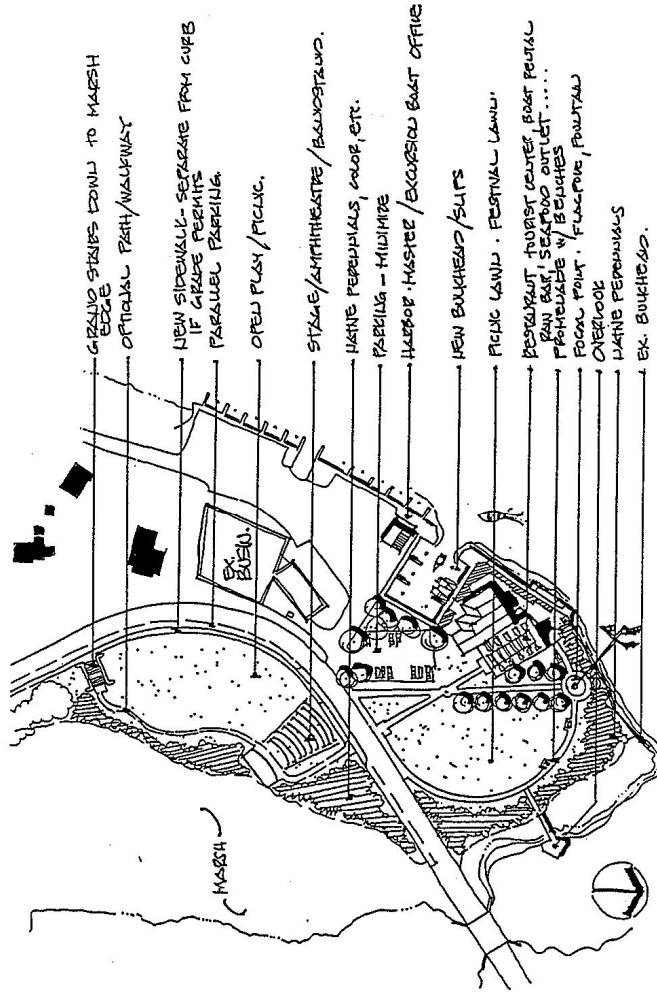 GRAND STAIRS DOWN TO MARSH
EDGE
OPTIONAL PATH/WALKWAY
NEW SIDEWALK - SEPARATE FROM CURB
IF GRADE PERMITS
PARALLEL PARKING.
OPEN PLAY/PICNIC.
STAGE/AMPHITHEATRE/BANDSTAND.
NATIVE PERENNIALS, COLOR, ETC.
PARKING - MINIMIZE
HARBOR MASTER/EXCURSION BOAT OFFICE
NEW BULKHEAD/SLIPS
PICNIC LAWN. FESTIVAL LAWN.
RESTAURANT TOURIST CENTER, BOAT RENTAL
RAW BAR, SEAFOOD OUTLET.....
PROMENADE W/ BENCHES
FOCAL POINT. FLAGPOLE, FOUNTAIN
OVERLOOK
NATIVE PERENNIALS
EX. BULKHEAD.
EX.
BUSN.
MARSH